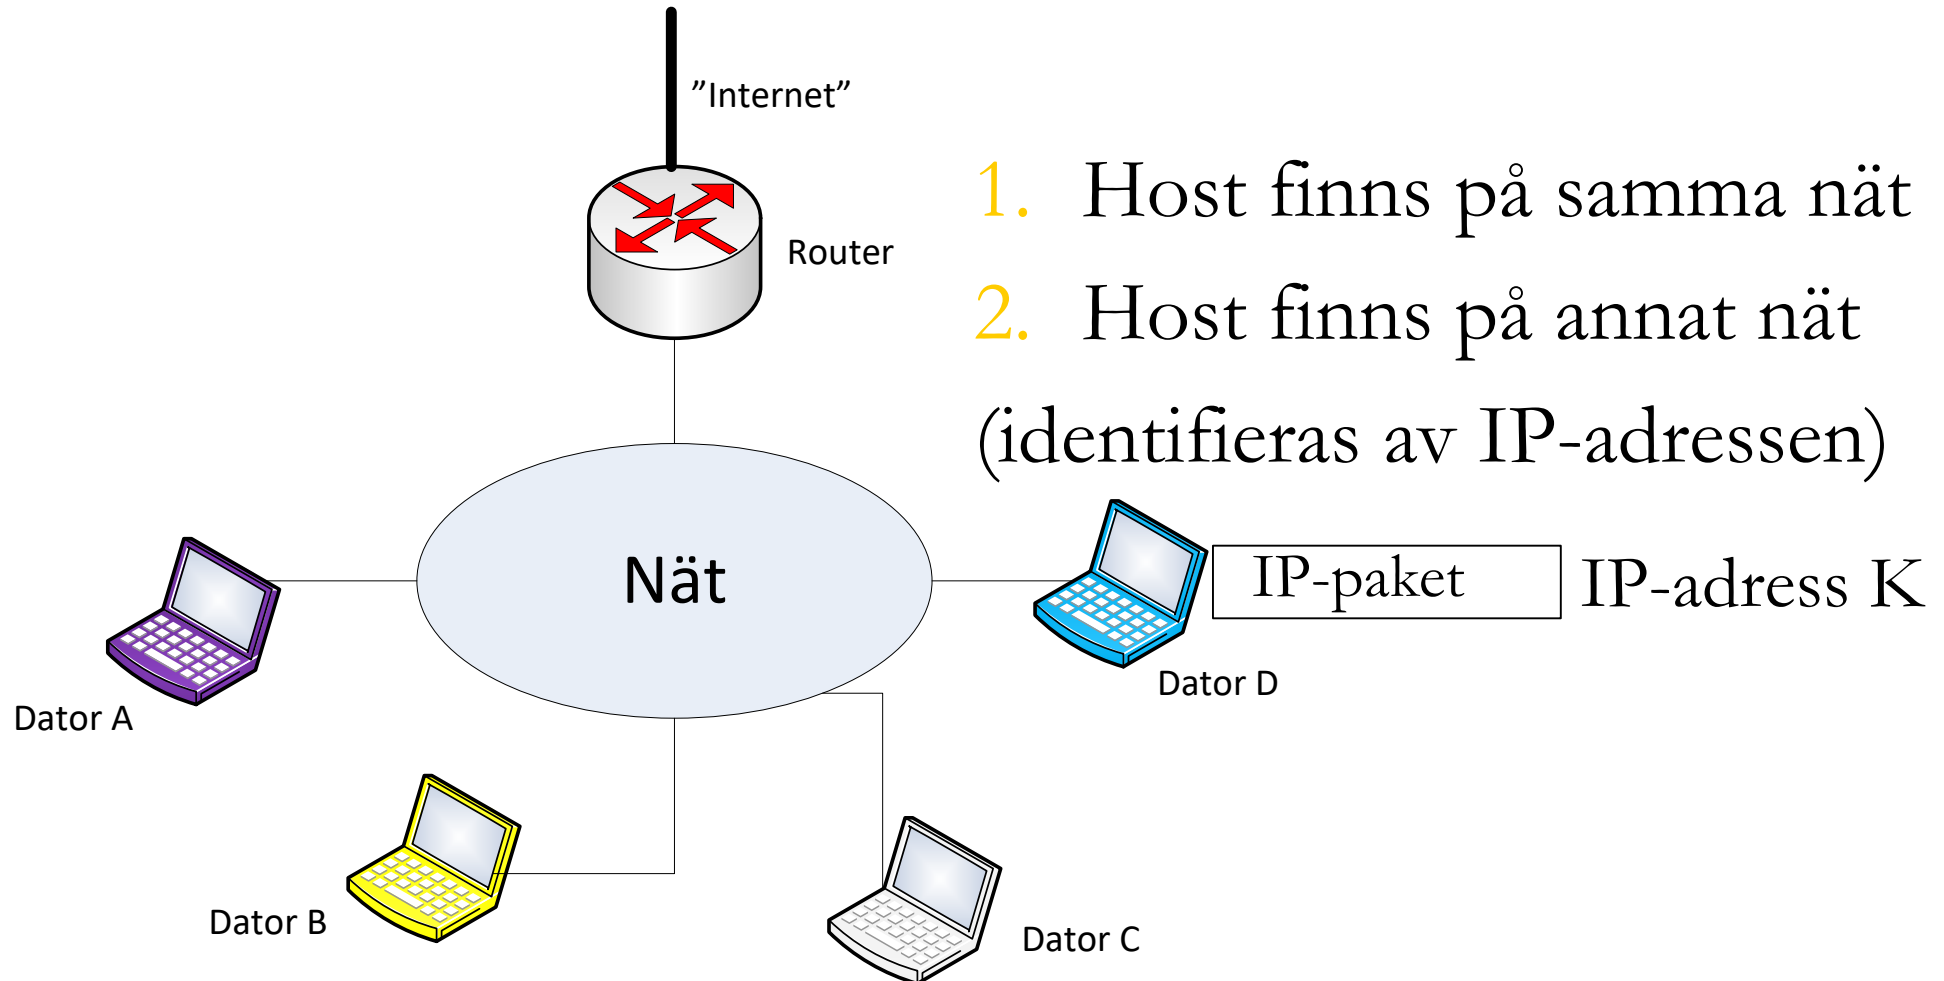 ”Internet”
Router
1. Host finns på samma nät
2. Host finns på annat nät
(identifieras av IP-adressen)
Nät
IP-paket
IP-adress K
Dator D
Dator A
Dator B
Dator C